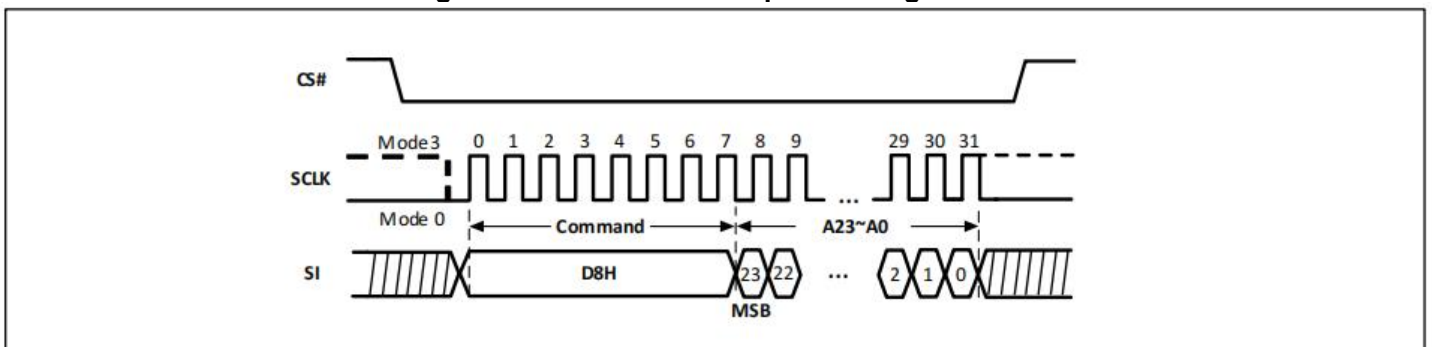 CS#
Mode3 0 1 2 3 4 5 6 7 8 9 29 30 31
SCLK
...
Mode 0 Command A23~A0
SI D8H 23 22 ... 2 1 0
MSB